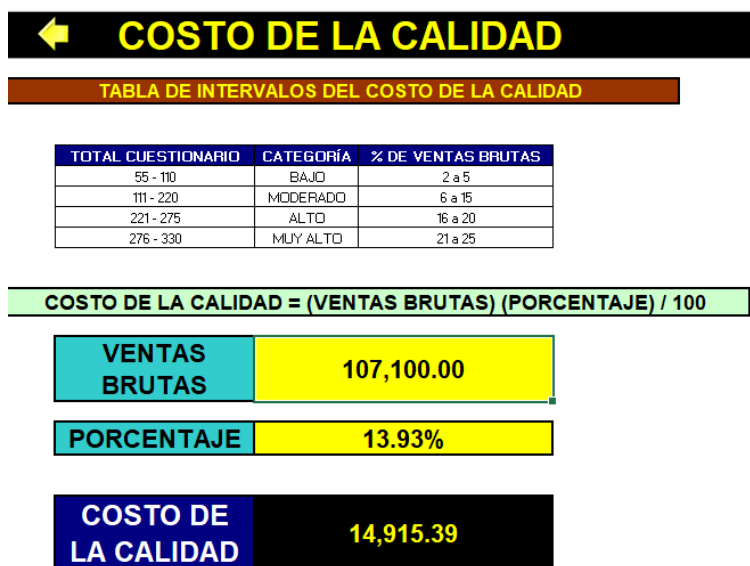 COSTO DE LA CALIDAD
TABLA DE INTERVALOS DEL COSTO DE LA CALIDAD
TOTAL CUESTIONARIO CATEGORÍA % DE VENTAS BRUTAS
55 - 110 BAJO 2 a 5
111 - 220 MODERADO 6 a 15
221 - 275 ALTO 16 a 20
276 - 330 MUY ALTO 21 a 25
COSTO DE LA CALIDAD = (VENTAS BRUTAS) (PORCENTAJE) / 100
VENTAS
BRUTAS
107,100.00
PORCENTAJE 13.93%
COSTO DE
LA CALIDAD
14,915.39